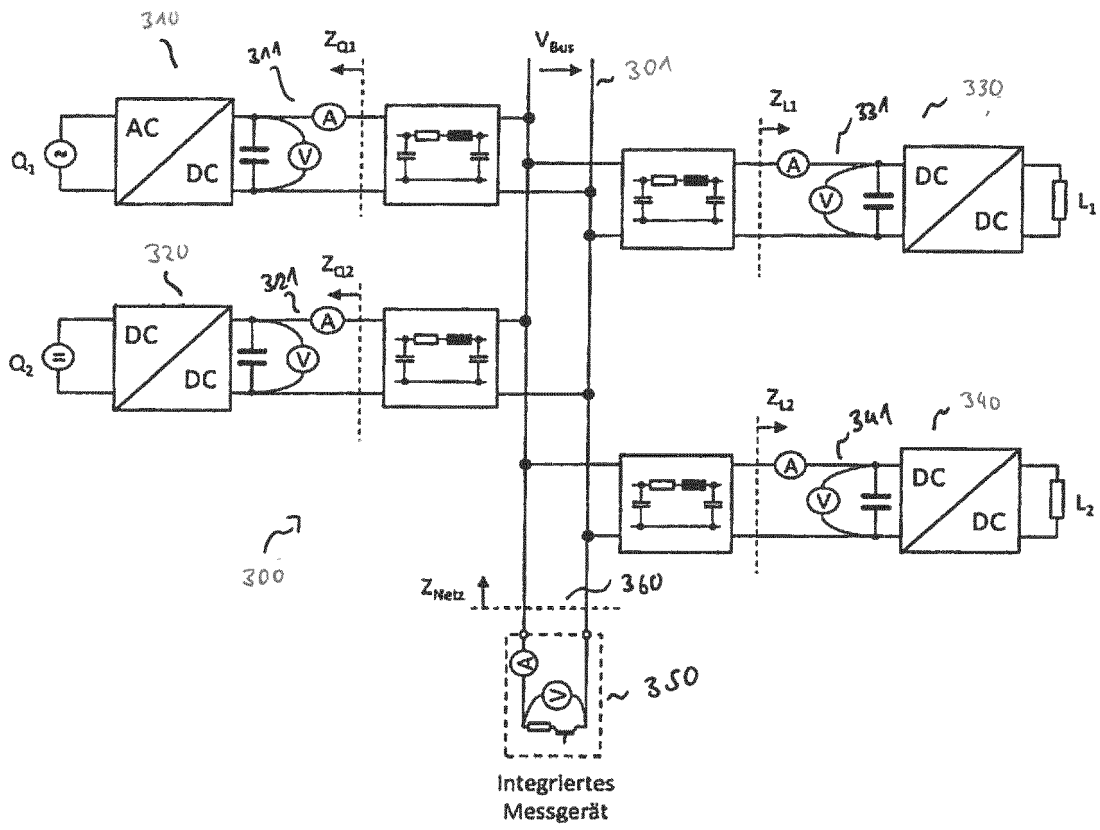 310
311
Z_Q1
V_Bus
301
Z_L1
331
330
AC
DC
A
V
Q_1
~
A
V
DC
DC
L_1
320
321
Z_Q2
DC
DC
A
V
Q_2
=
Z_L2
341
340
A
V
DC
DC
L_2
300
Z_Netz
360
A
V
350
Integriertes
Messgerät